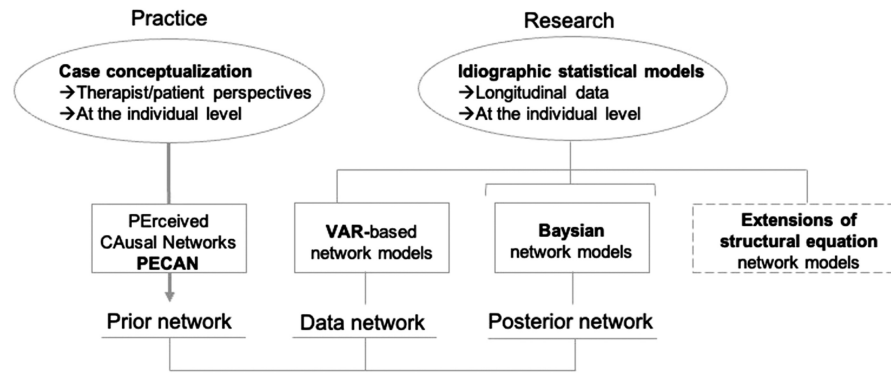 Practice
Research
Case conceptualization
→Therapist/patient perspectives
→At the individual level
Idiographic statistical models
→Longitudinal data
→At the individual level
PErceived
CAusal Networks
PECAN
VAR-based
network models
Baysian
network models
Extensions of
structural equation
network models
Prior network
Data network
Posterior network